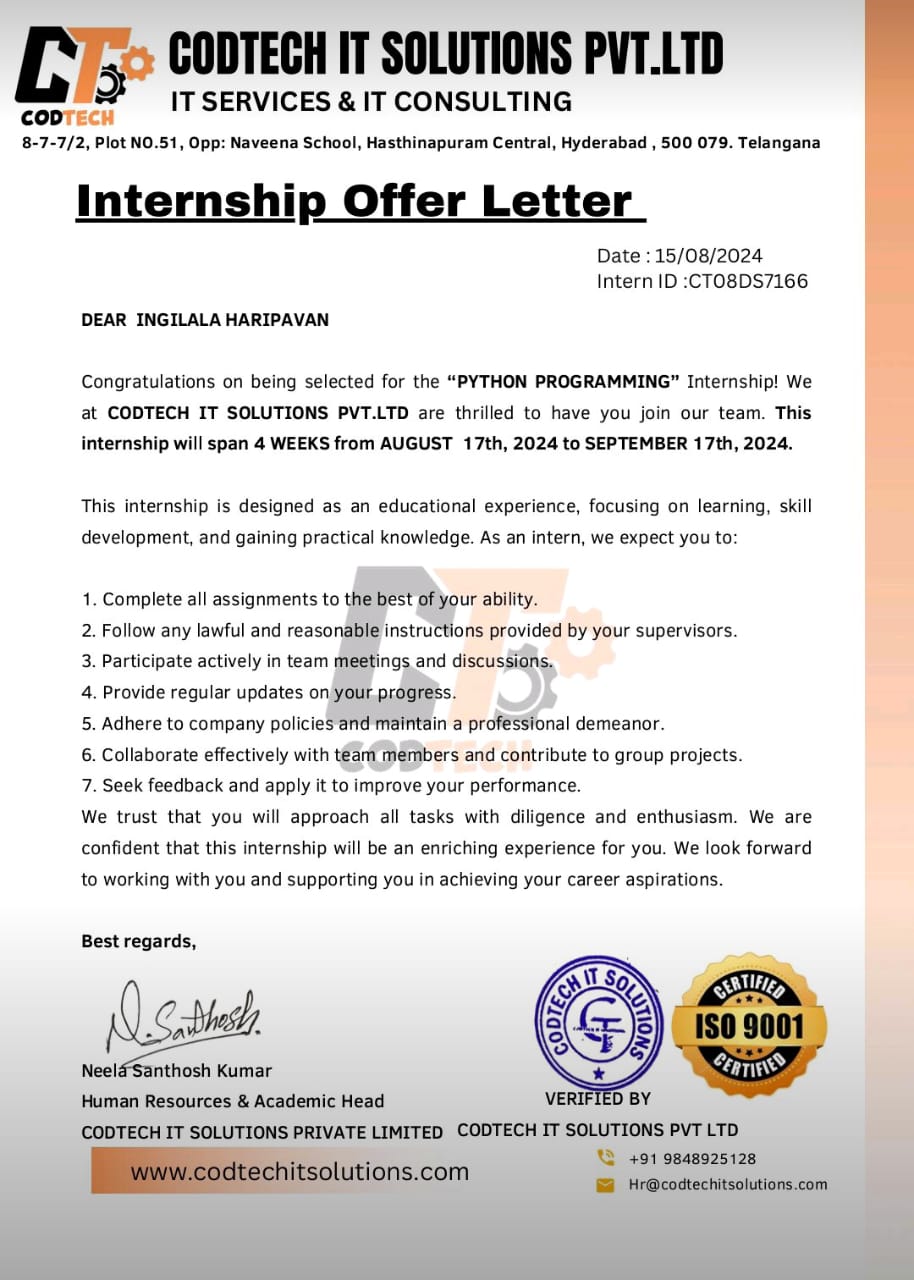 CT
CODTECH
CODTECH IT SOLUTIONS PVT.LTD
IT SERVICES & IT CONSULTING
8-7-7/2, Plot NO.51, Opp: Naveena School, Hasthinapuram Central, Hyderabad , 500 079. Telangana
Internship Offer Letter
Date : 15/08/2024
Intern ID :CT08DS7166
DEAR INGILALA HARIPAVAN
Congratulations on being selected for the “PYTHON PROGRAMMING” Internship! We
at CODTECH IT SOLUTIONS PVT.LTD are thrilled to have you join our team. This
internship will span 4 WEEKS from AUGUST 17th, 2024 to SEPTEMBER 17th, 2024.
This internship is designed as an educational experience, focusing on learning, skill
development, and gaining practical knowledge. As an intern, we expect you to:
1. Complete all assignments to the best of your ability.
2. Follow any lawful and reasonable instructions provided by your supervisors.
3. Participate actively in team meetings and discussions.
4. Provide regular updates on your progress.
5. Adhere to company policies and maintain a professional demeanor.
6. Collaborate effectively with team members and contribute to group projects.
7. Seek feedback and apply it to improve your performance.
We trust that you will approach all tasks with diligence and enthusiasm. We are
confident that this internship will be an enriching experience for you. We look forward
to working with you and supporting you in achieving your career aspirations.
CT
CODTECH
Best regards,
N.Santhosh.
Neela Santhosh Kumar
Human Resources & Academic Head
CODTECH IT SOLUTIONS PRIVATE LIMITED
www.codtechitsolutions.com
CODTECH IT SOLUTIONS
CT
CERTIFIED
ISO 9001
CERTIFIED
VERIFIED BY
CODTECH IT SOLUTIONS PVT LTD
+91 9848925128
Hr@codtechitsolutions.com